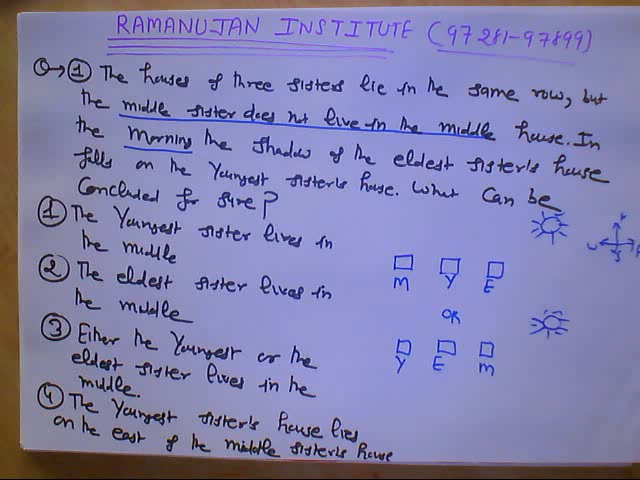 RAMANUJAN INSTITUTE (97281-97899)
Q→ ① The houses of three sisters lie in the same row, but
the middle sister does not live in the middle house. In
the morning the shadow of the eldest sister's house
falls on the youngest sister's house. What can be
concluded for sure?
① The Youngest sister lives in
the middle
② The eldest sister lives in
the middle
③ Either the Youngest or the
eldest sister lives in the
middle.
④ The Youngest sister's house lies
on the east of the middle sister's house
M Y E
OR
Y E M
W S